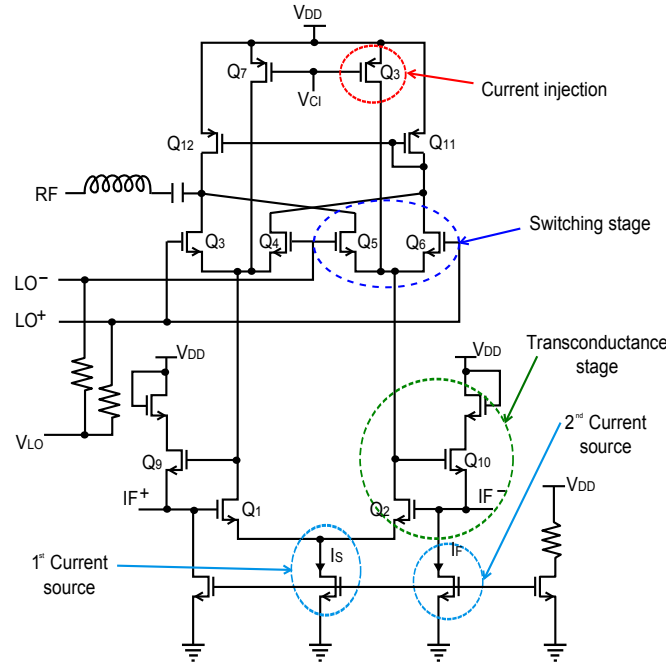 VDD
Q7
Q3
VCI
Current injection
Q12
Q11
RF
Q3
Q4
Q5
Q6
Switching stage
LO−
LO+
VDD
VDD
Transconductance
stage
VLO
Q9
Q10
2nd Current
source
IF+
Q1
Q2
IF−
VDD
1st Current
source
IS
IF